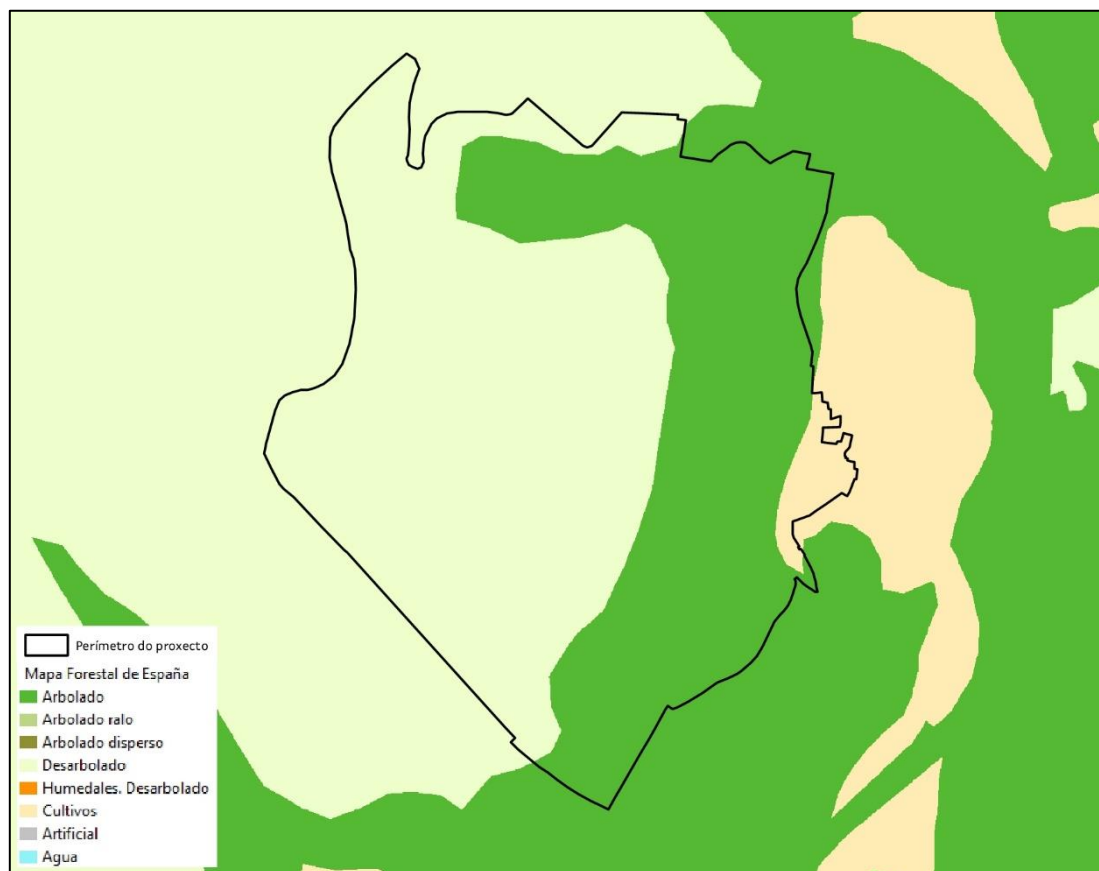 Perímetro do proxecto
Mapa Forestal de España
Arbolado
Arbolado ralo
Arbolado disperso
Desarbolado
Humedales. Desarbolado
Cultivos
Artificial
Agua